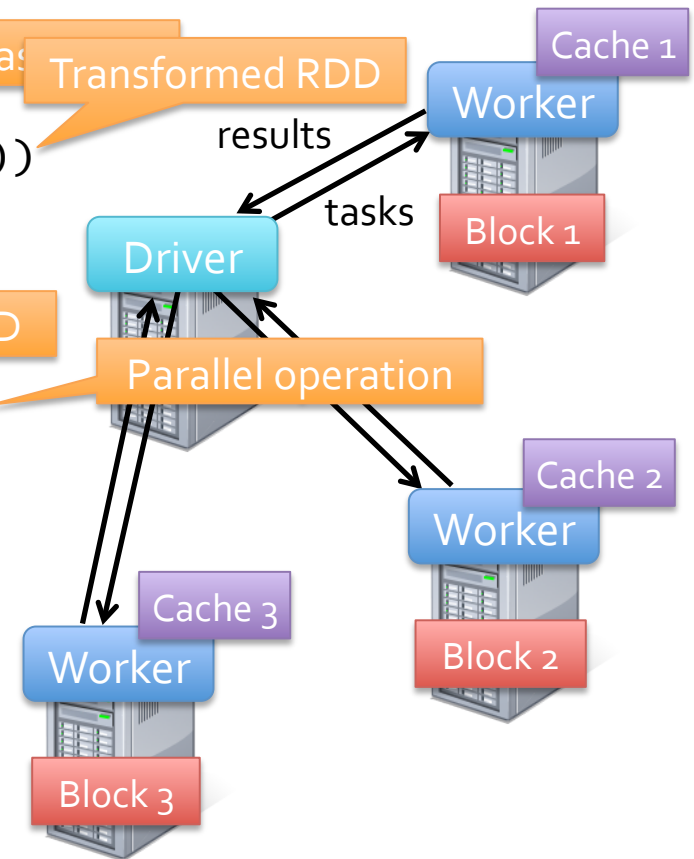 Cache 1
as
Transformed RDD
Worker
))
results
tasks
Block 1
Driver
D
Parallel operation
Cache 2
Worker
Cache 3
Block 2
Worker
Block 3